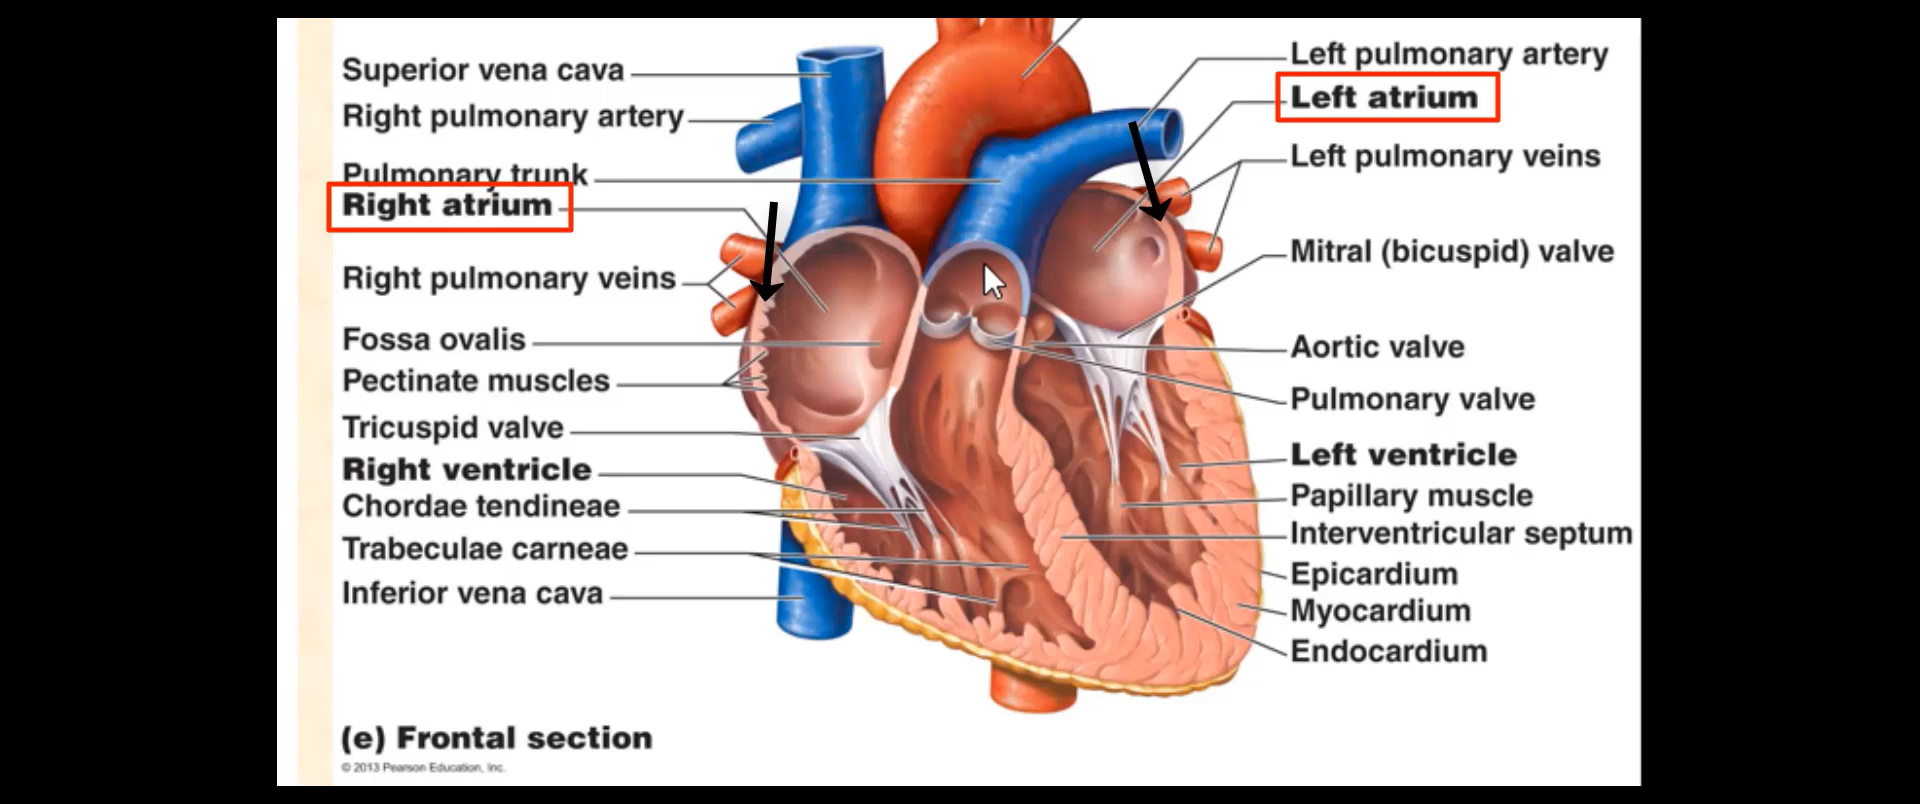 Superior vena cava
Right pulmonary artery
Pulmonary trunk
Right atrium
Right pulmonary veins
Fossa ovalis
Pectinate muscles
Tricuspid valve
Right ventricle
Chordae tendineae
Trabeculae carneae
Inferior vena cava
Left pulmonary artery
Left atrium
Left pulmonary veins
Mitral (bicuspid) valve
Aortic valve
Pulmonary valve
Left ventricle
Papillary muscle
Interventricular septum
Epicardium
Myocardium
Endocardium
(e) Frontal section
© 2013 Pearson Education, Inc.